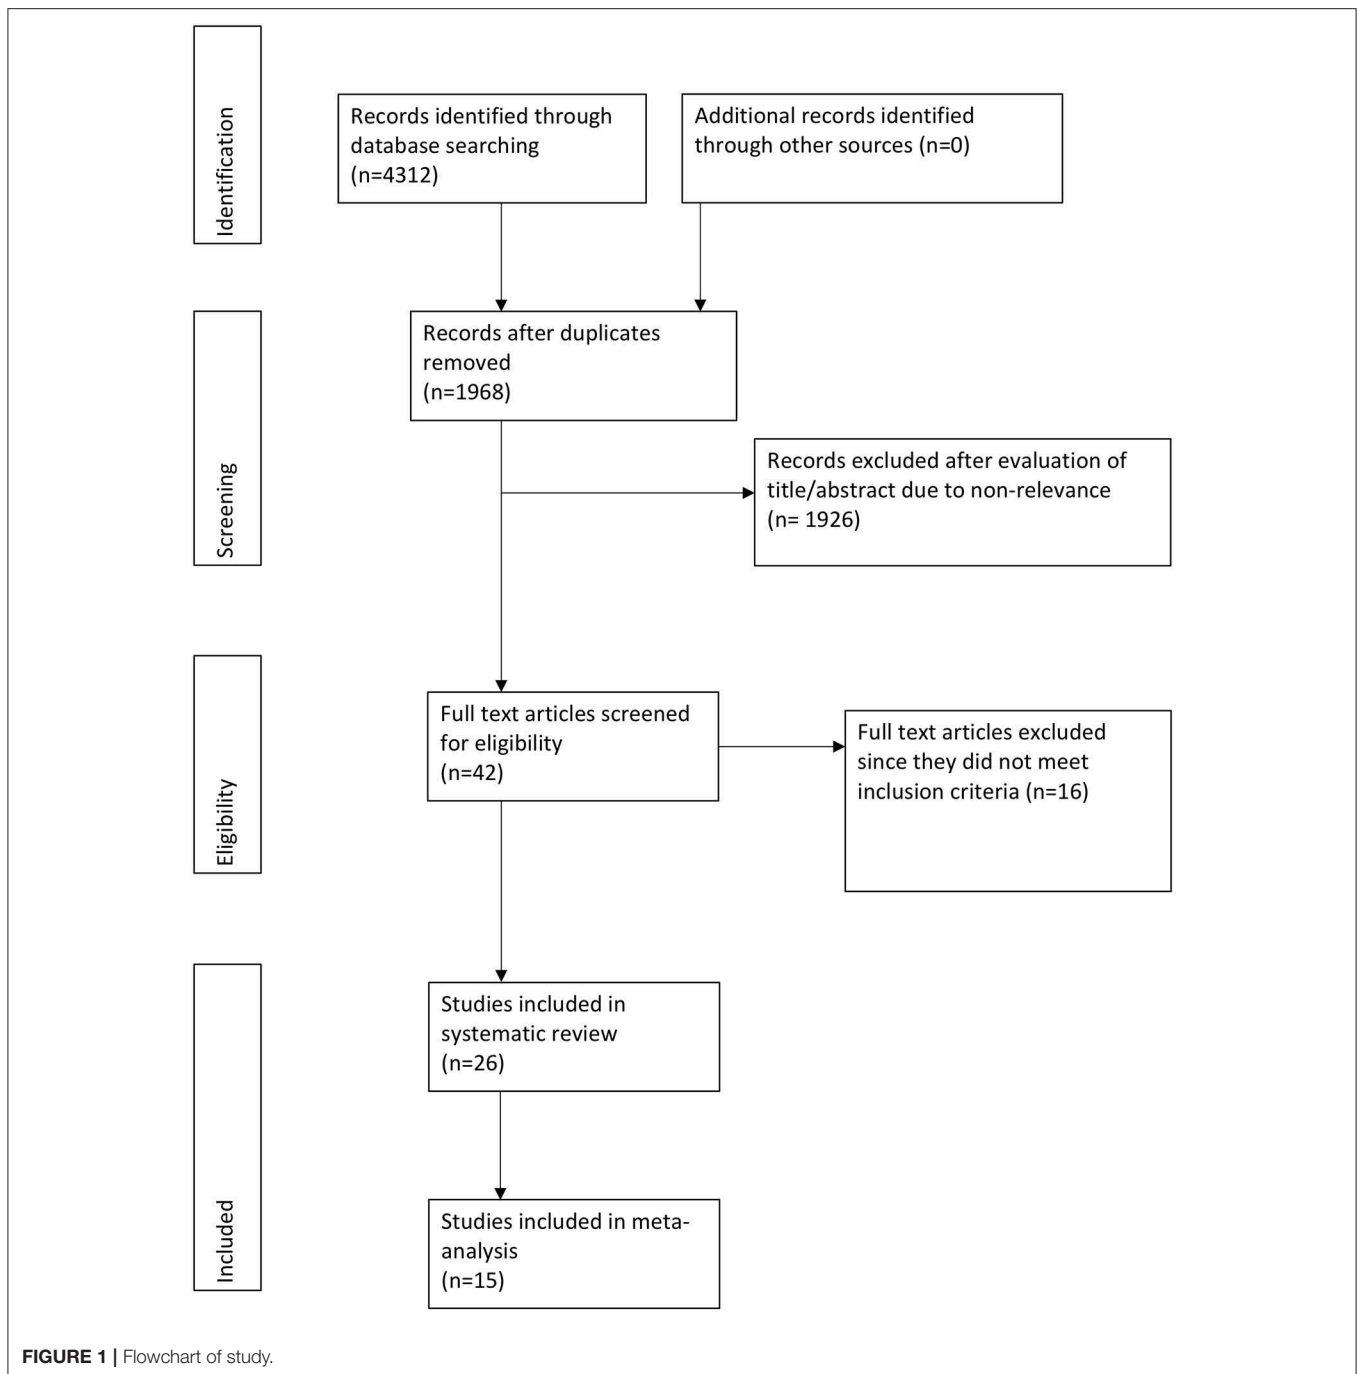 Identification
Records identified through
database searching
(n=4312)
Additional records identified
through other sources (n=0)
Screening
Records after duplicates
removed
(n=1968)
Records excluded after evaluation of
title/abstract due to non-relevance
(n= 1926)
Eligibility
Full text articles screened
for eligibility
(n=42)
Full text articles excluded
since they did not meet
inclusion criteria (n=16)
Included
Studies included in
systematic review
(n=26)
Studies included in meta-
analysis
(n=15)
FIGURE 1 | Flowchart of study.